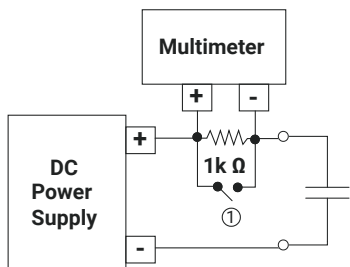 Multimeter
+ -
+
1k Ω
DC
Power
Supply
①
-